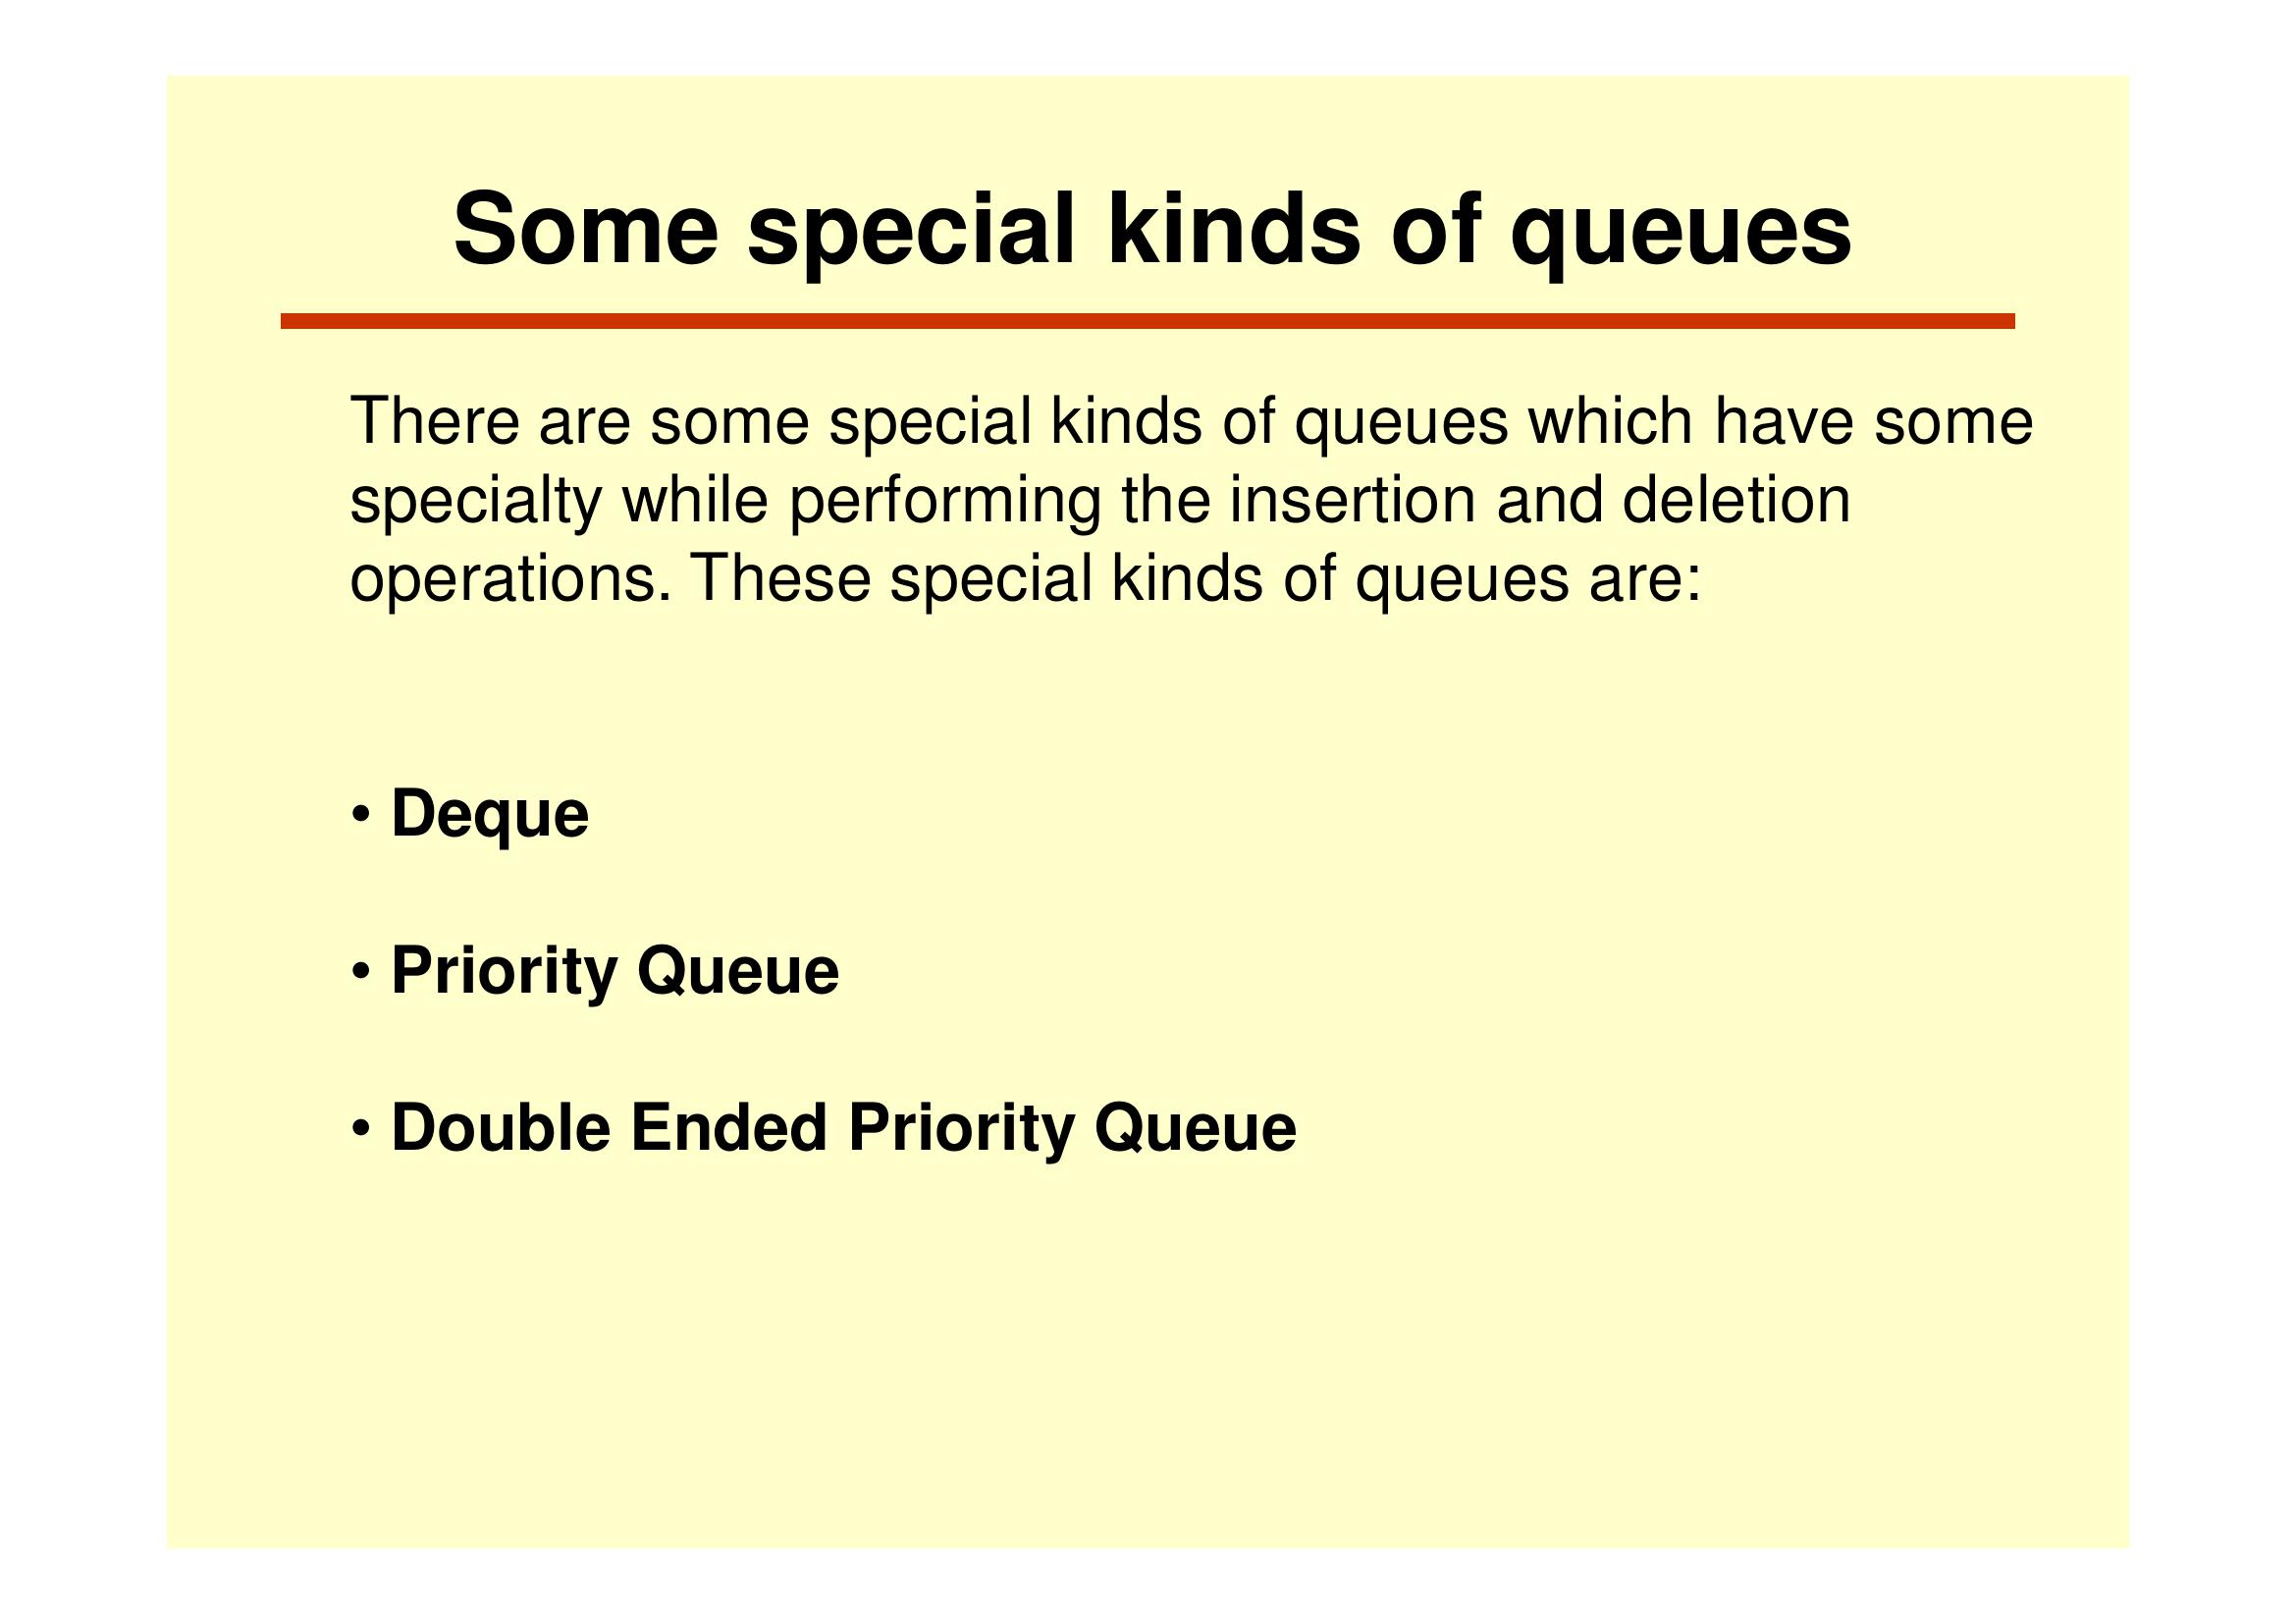 Some special kinds of queues
There are some special kinds of queues which have some
specialty while performing the insertion and deletion
operations. These special kinds of queues are:
• Deque
• Priority Queue
• Double Ended Priority Queue